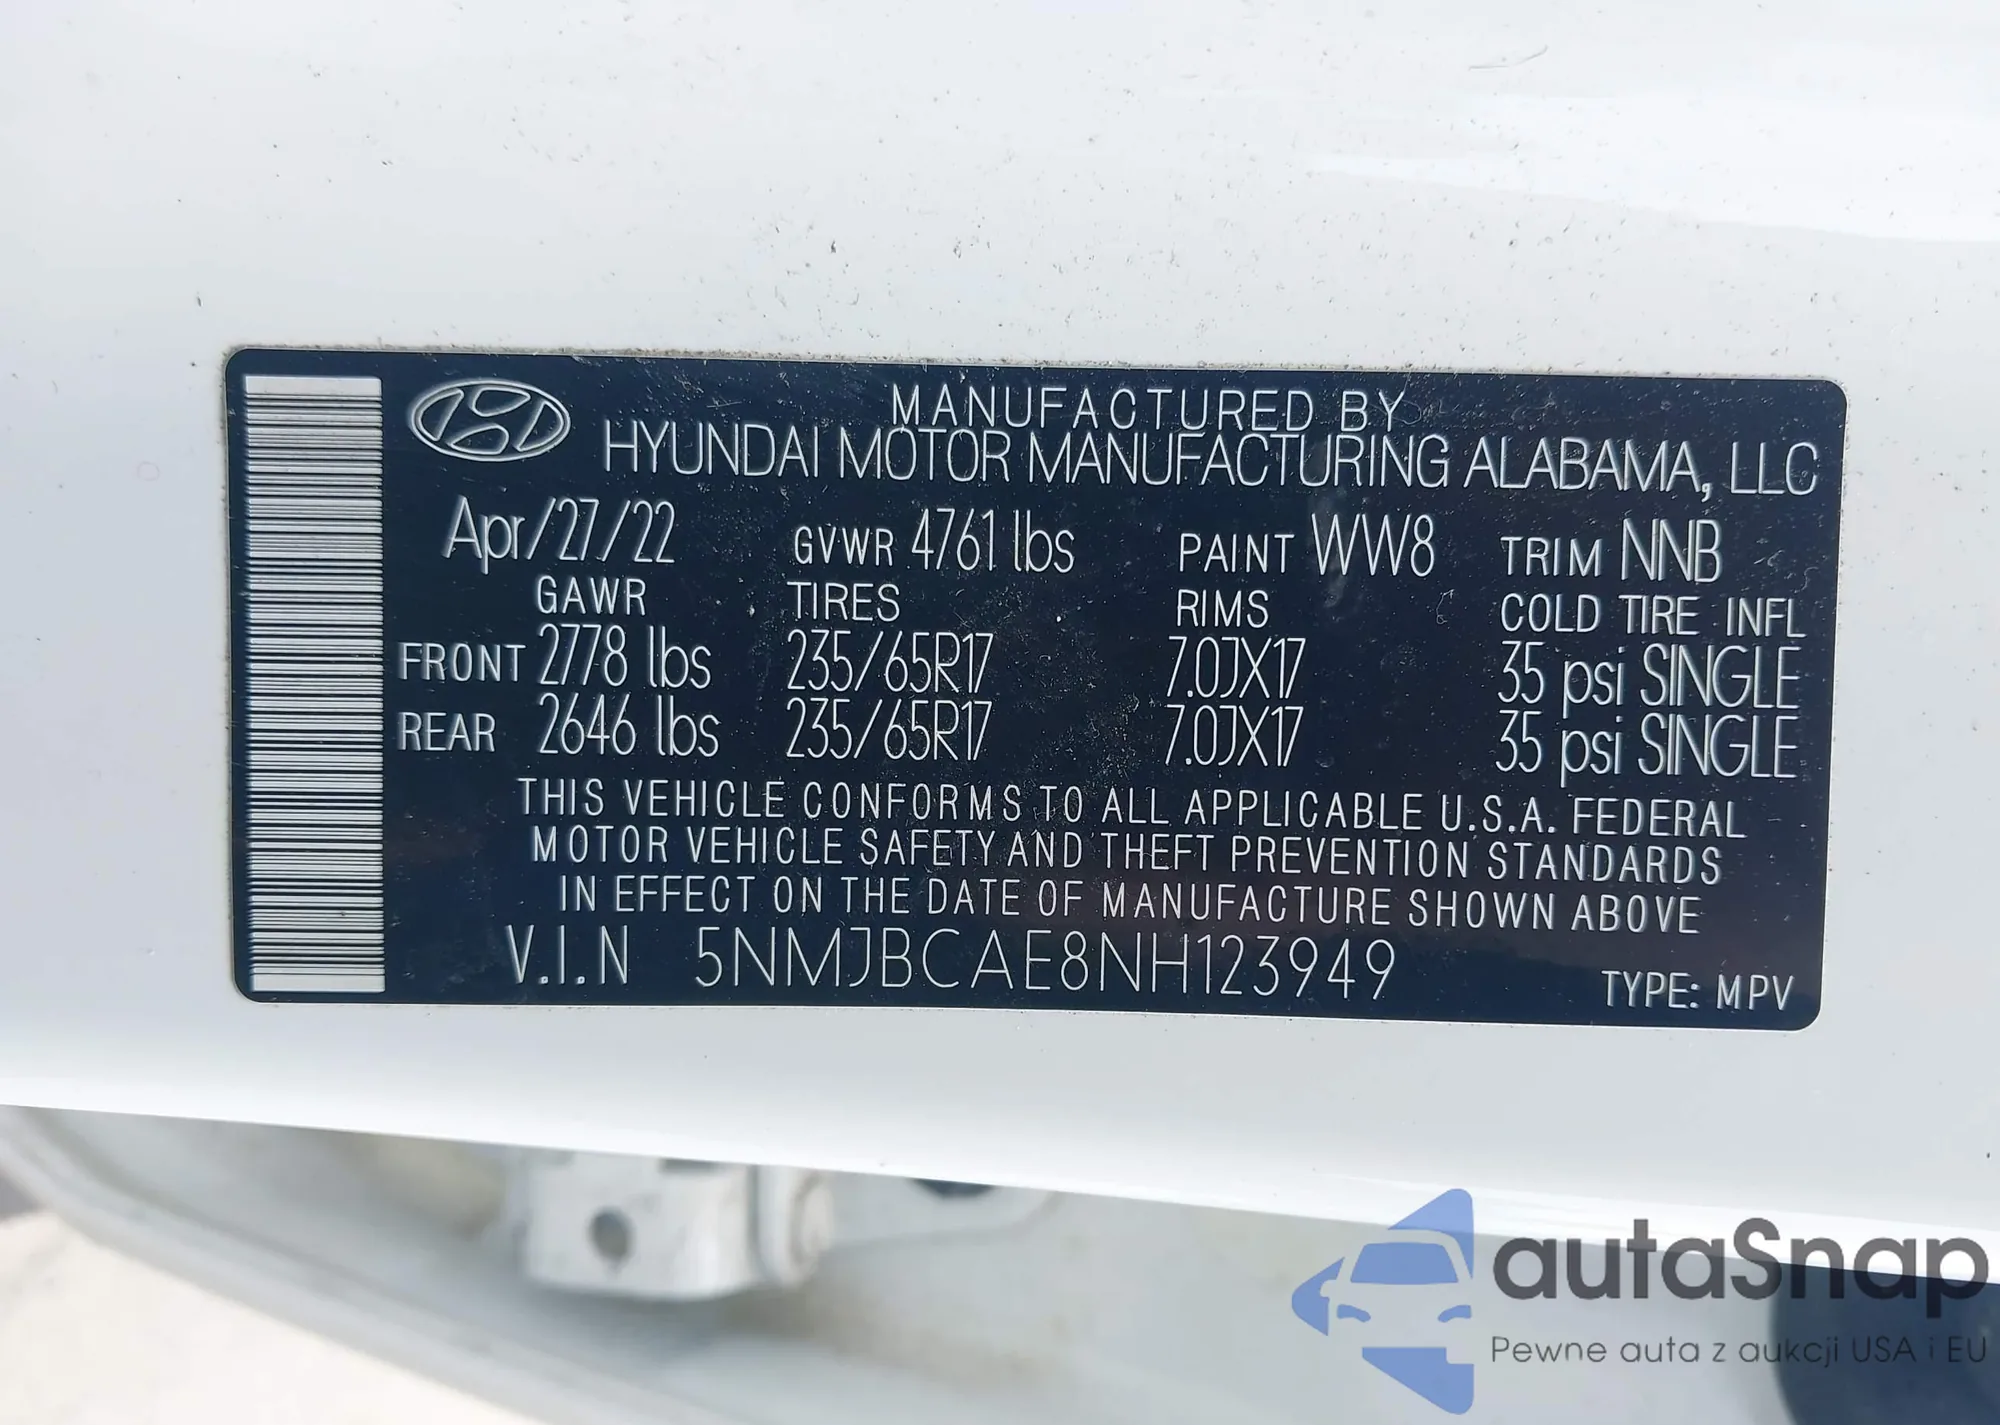 MANUFACTURED BY
HYUNDAI MOTOR MANUFACTURING ALABAMA, LLC
Apr/27/22 GVWR 4761 lbs PAINT WW8 TRIM NNB
GAWR TIRES RIMS COLD TIRE INFL
FRONT 2778 lbs 235/65R17 7.0JX17 35 psi SINGLE
REAR 2646 lbs 235/65R17 7.0JX17 35 psi SINGLE
THIS VEHICLE CONFORMS TO ALL APPLICABLE U.S.A. FEDERAL
MOTOR VEHICLE SAFETY AND THEFT PREVENTION STANDARDS
IN EFFECT ON THE DATE OF MANUFACTURE SHOWN ABOVE
V.I.N 5NMJBCAE8NH123949 TYPE: MPV
autaSnap
Pewne auta z aukcji USA i EU